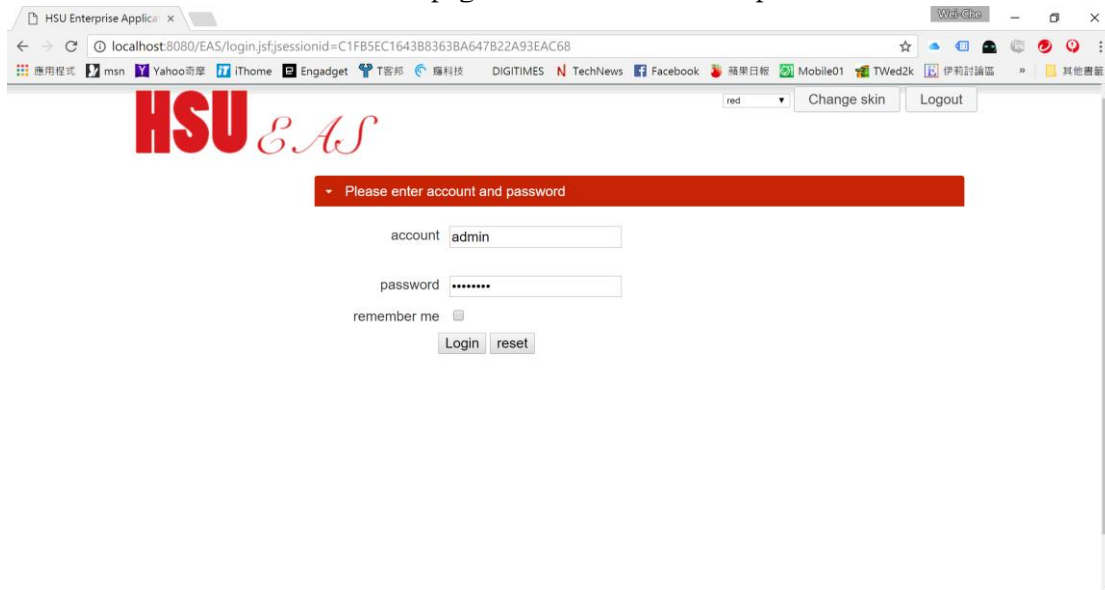 HSU Enterprise Applicat
Wei-Che
localhost:8080/EAS/login.jsf;jsessionid=C1FB5EC1643B8363BA647B22A93EAC68
應用程式 msn Yahoo奇摩 iThome Engadget T客邦 癮科技 DIGITIMES TechNews Facebook 蘋果日報 Mobile01 TWed2k 伊莉討論區 » 其他書籤
HSU EAS
red Change skin Logout
Please enter account and password
account admin
password ••••••••
remember me
Login reset